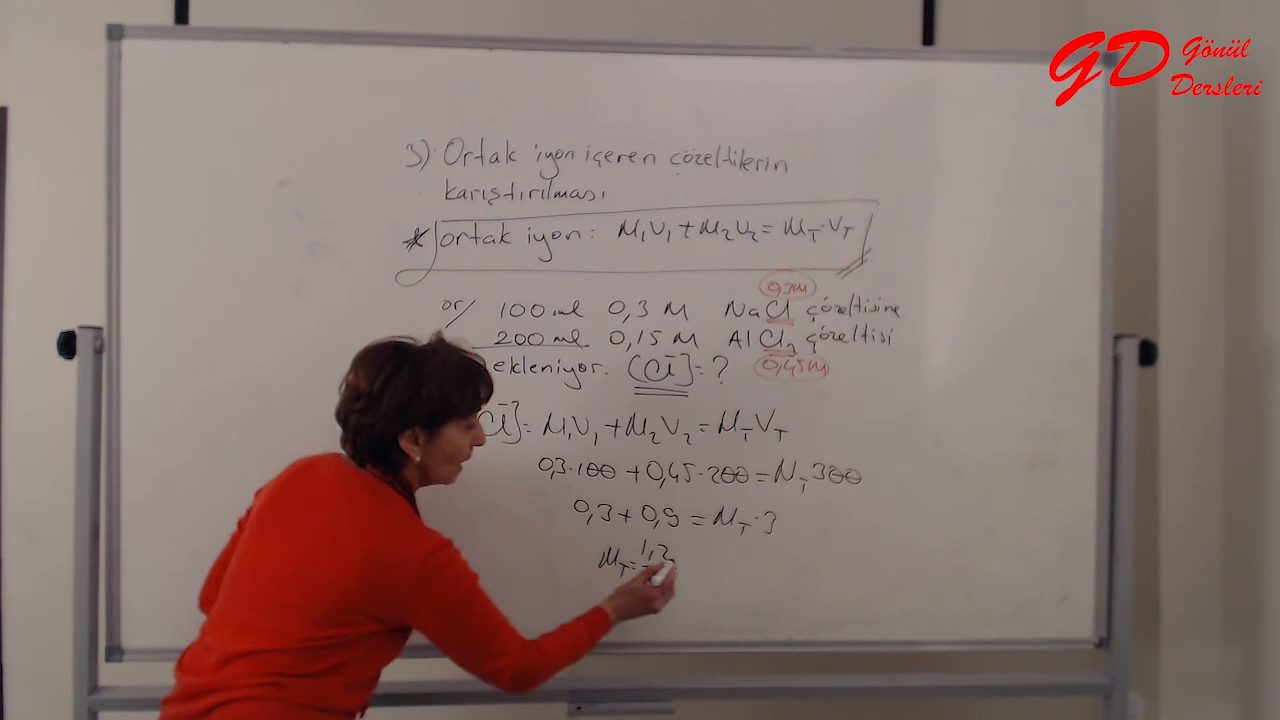 GD Gönül
Dersleri
3) Ortak iyon içeren çözeltilerin
karıştırılması
* ortak iyon: M₁V₁ + M₂V₂ = M_T·V_T
0,3M
ör/ 100 ml 0,3 M NaCl çözeltisine
200 ml 0,15 M AlCl₃ çözeltisi
ekleniyor. [Cl⁻] = ? 0,45M
Cl⁻] = M₁V₁ + M₂V₂ = M_T V_T
0,3·100 + 0,45·200 = M_T 300
0,3 + 0,9 = M_T·3
M_T = 1,2